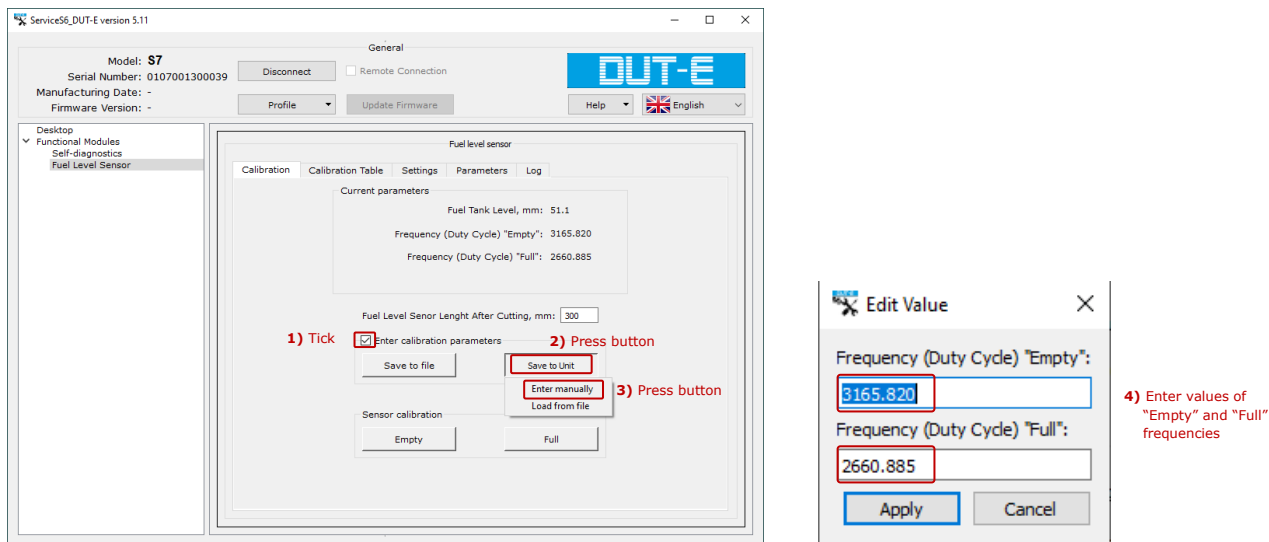 ServiceS6_DUT-E version 5.11
General
Model: S7
Serial Number: 0107001300039
Manufacturing Date: -
Firmware Version: -
Disconnect
Remote Connection
Profile
Update Firmware
DUT-E
Help
English
Desktop
Functional Modules
Self-diagnostics
Fuel Level Sensor
Fuel level sensor
Calibration
Calibration Table
Settings
Parameters
Log
Current parameters
Fuel Tank Level, mm: 51.1
Frequency (Duty Cycle) "Empty": 3165.820
Frequency (Duty Cycle) "Full": 2660.885
Fuel Level Senor Lenght After Cutting, mm: 300
1) Tick
Enter calibration parameters
2) Press button
Save to file
Save to Unit
Enter manually
3) Press button
Load from file
Sensor calibration
Empty
Full
Edit Value
Frequency (Duty Cycle) "Empty":
3165.820
Frequency (Duty Cycle) "Full":
2660.885
Apply
Cancel
4) Enter values of
“Empty” and “Full”
frequencies